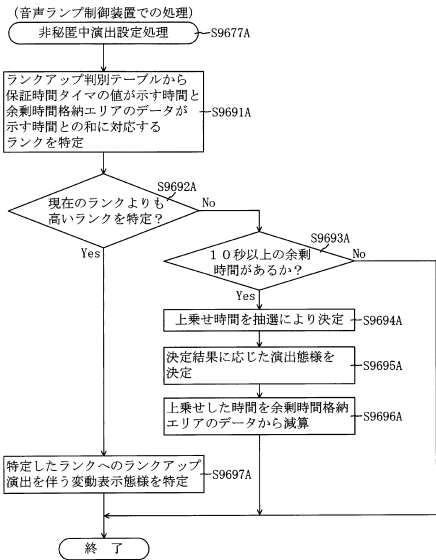 (音声ランプ制御装置での処理)
非秘匿中演出設定処理
S9677A
ランクアップ判別テーブルから
保証時間タイマの値が示す時間と
余剰時間格納エリアのデータが
示す時間との和に対応する
ランクを特定
S9691A
S9692A
現在のランクよりも
高いランクを特定?
No
Yes
S9693A
10秒以上の余剰
時間があるか?
No
Yes
上乗せ時間を抽選により決定
S9694A
決定結果に応じた演出態様を
決定
S9695A
上乗せした時間を余剰時間格納
エリアのデータから減算
S9696A
特定したランクへのランクアップ
演出を伴う変動表示態様を特定
S9697A
終 了